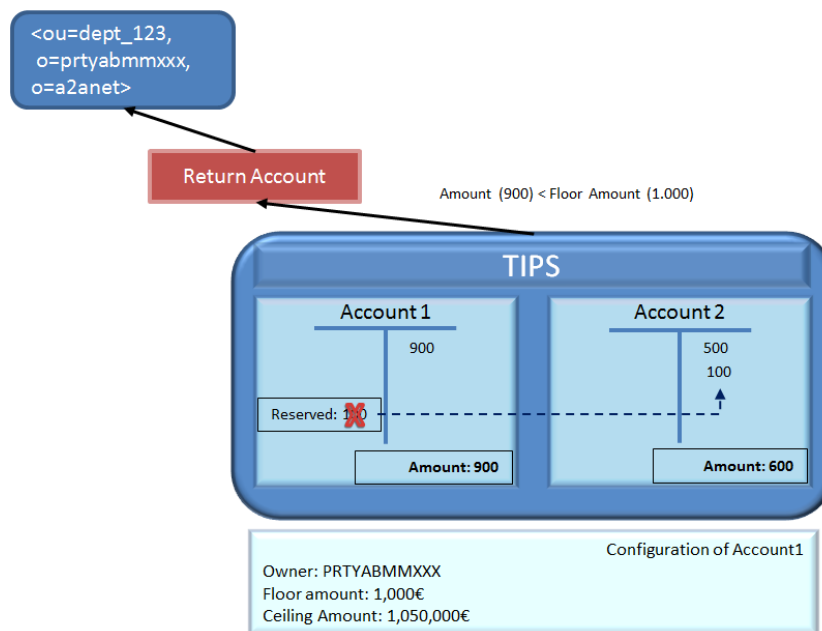 <ou=dept_123,
o=prtyabmmxxx,
o=a2anet>
Return Account
Amount (900) < Floor Amount (1.000)
TIPS
Account 1
900
Reserved: 100
Amount: 900
Account 2
500
100
Amount: 600
Configuration of Account1
Owner: PRTYABMMXXX
Floor amount: 1,000€
Ceiling Amount: 1,050,000€